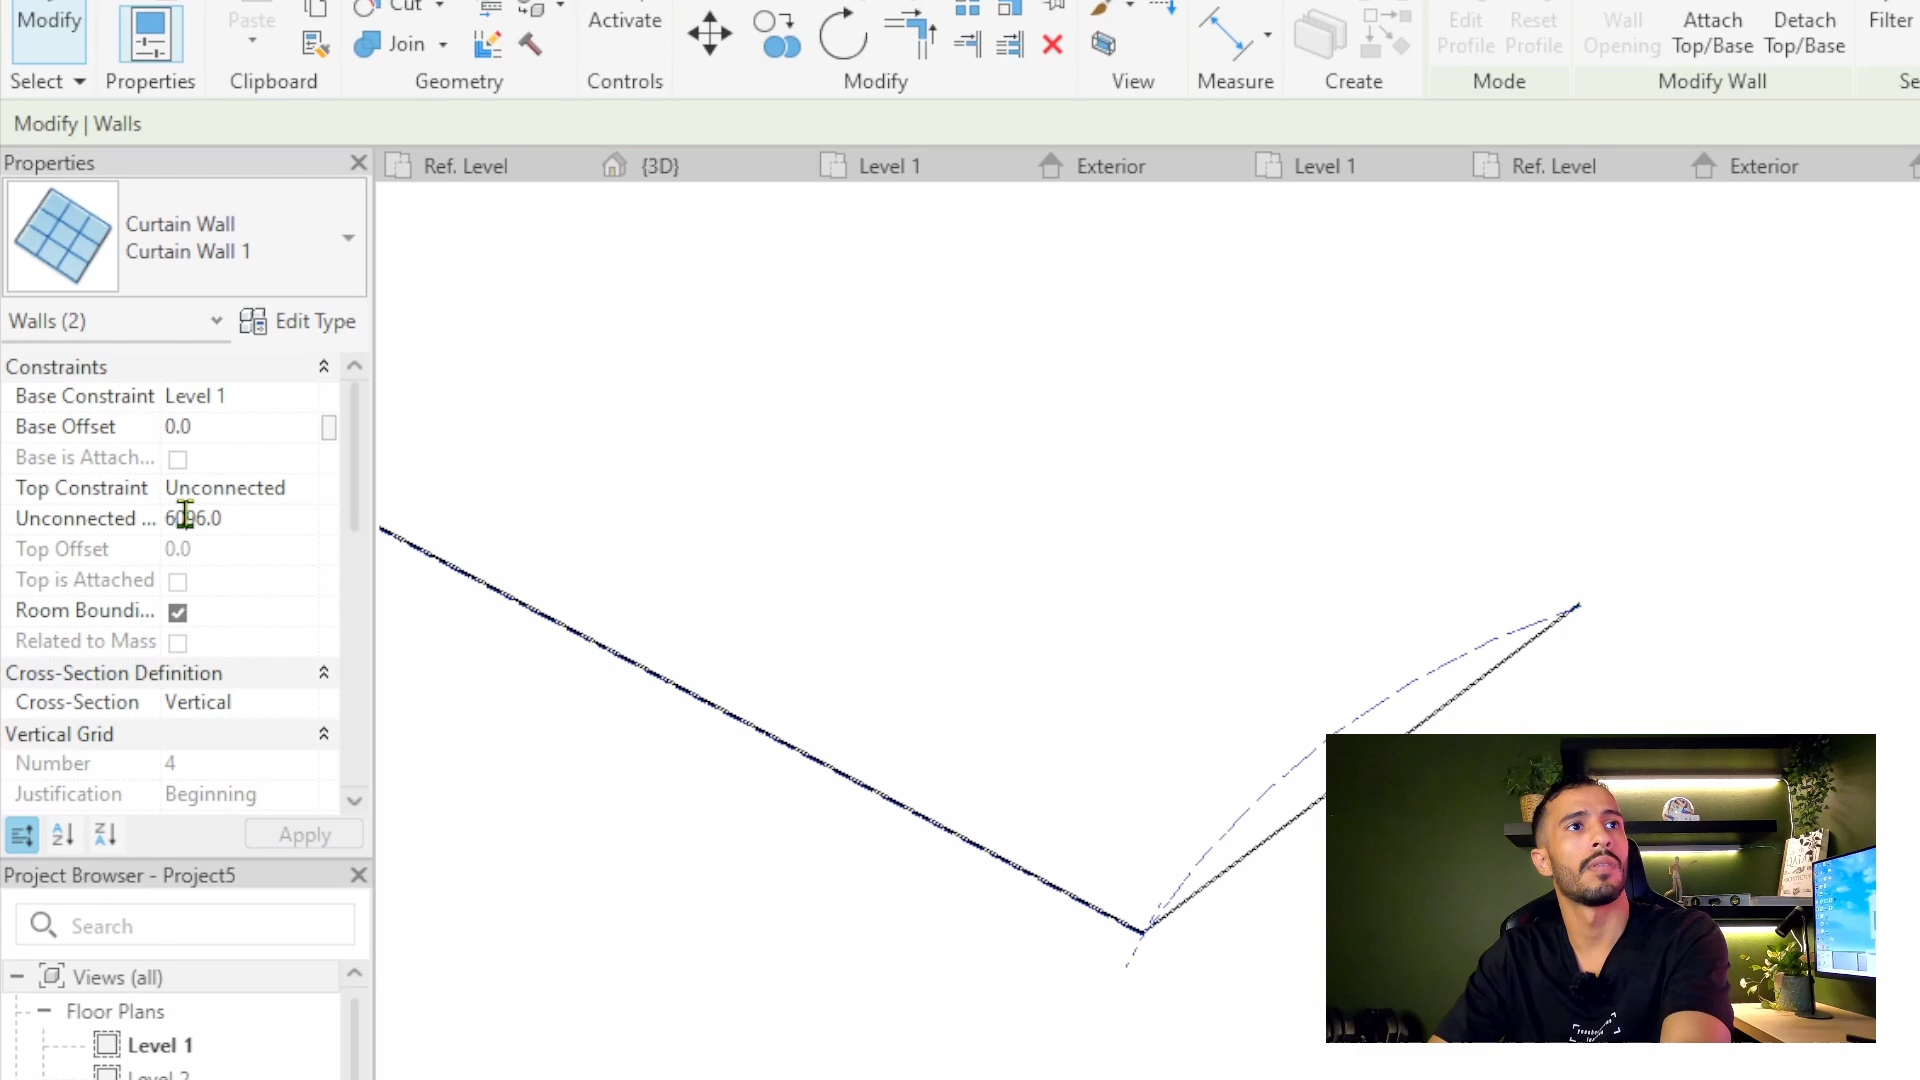 Modify
Paste
Cut
Join
Activate
Edit Profile
Reset Profile
Wall Opening
Attach Top/Base
Detach Top/Base
Filter
Select
Properties
Clipboard
Geometry
Controls
Modify
View
Measure
Create
Mode
Modify Wall
Se
Modify | Walls
Properties
Ref. Level
{3D}
Level 1
Exterior
Level 1
Ref. Level
Exterior
Curtain Wall
Curtain Wall 1
Walls (2)
Edit Type
Constraints
Base Constraint Level 1
Base Offset 0.0
Base is Attach...
Top Constraint Unconnected
Unconnected ... 6096.0
Top Offset 0.0
Top is Attached
Room Boundi...
Related to Mass
Cross-Section Definition
Cross-Section Vertical
Vertical Grid
Number 4
Justification Beginning
Apply
Project Browser - Project5
Search
Views (all)
Floor Plans
Level 1
Level 2